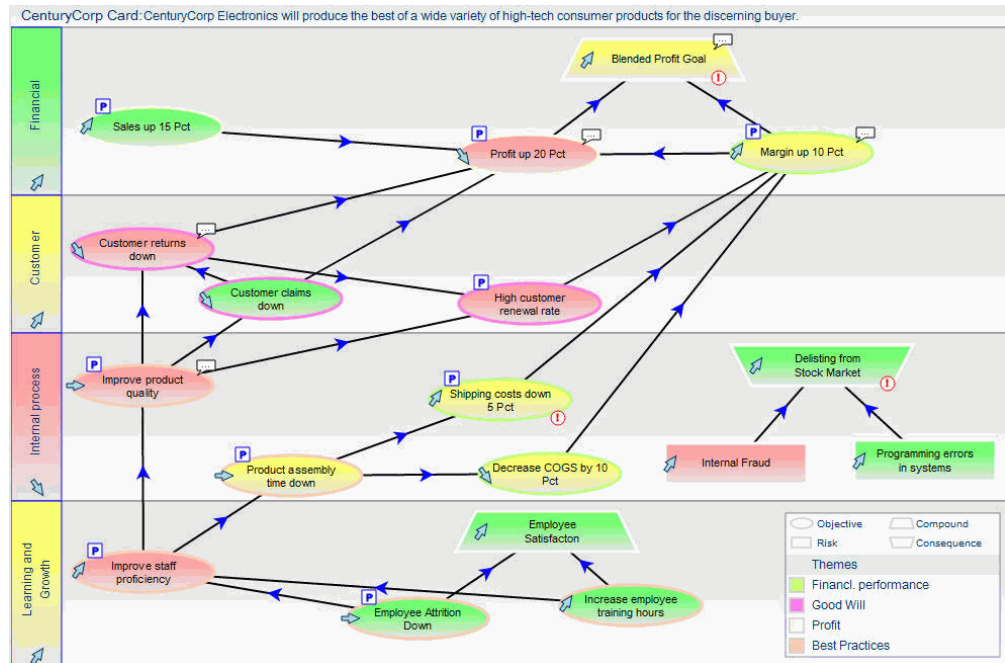 CenturyCorp Card: CenturyCorp Electronics will produce the best of a wide variety of high-tech consumer products for the discerning buyer.
Financial
Blended Profit Goal
...
!
P
Sales up 15 Pct
P
Profit up 20 Pct
...
P
Margin up 10 Pct
...
Customer
Customer returns
down
...
Customer claims
down
P
High customer
renewal rate
Internal process
P
Improve product
quality
...
P
Shipping costs down
5 Pct
!
Delisting from
Stock Market
!
P
Product assembly
time down
Decrease COGS by 10
Pct
Internal Fraud
Programming errors
in systems
Learning and
Growth
P
Improve staff
proficiency
Employee
Satisfacton
P
Employee Attrition
Down
Increase employee
training hours
Objective
Compound
Risk
Consequence
Themes
Financl. performance
Good Will
Profit
Best Practices